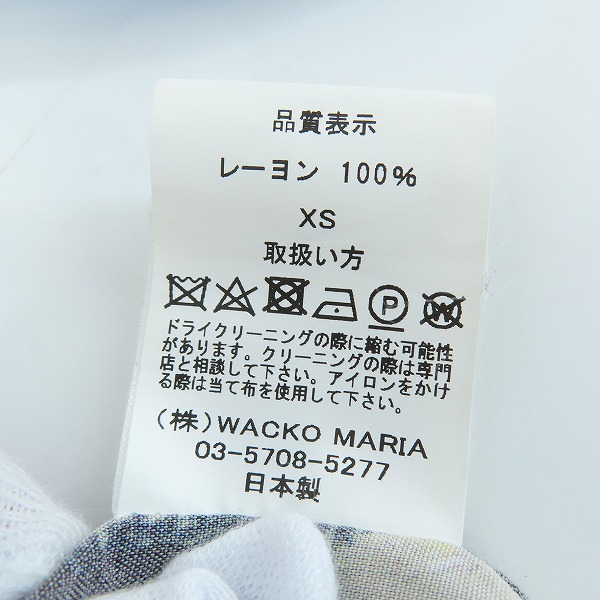 品質表示
レーヨン 100%
XS
取扱い方
P W
ドライクリーニングの際に縮む可能性
があります。クリーニングの際は専門
店と相談して下さい。アイロンをかけ
る際は当て布を使用して下さい。
(株)WACKO MARIA
03-5708-5277
日本製